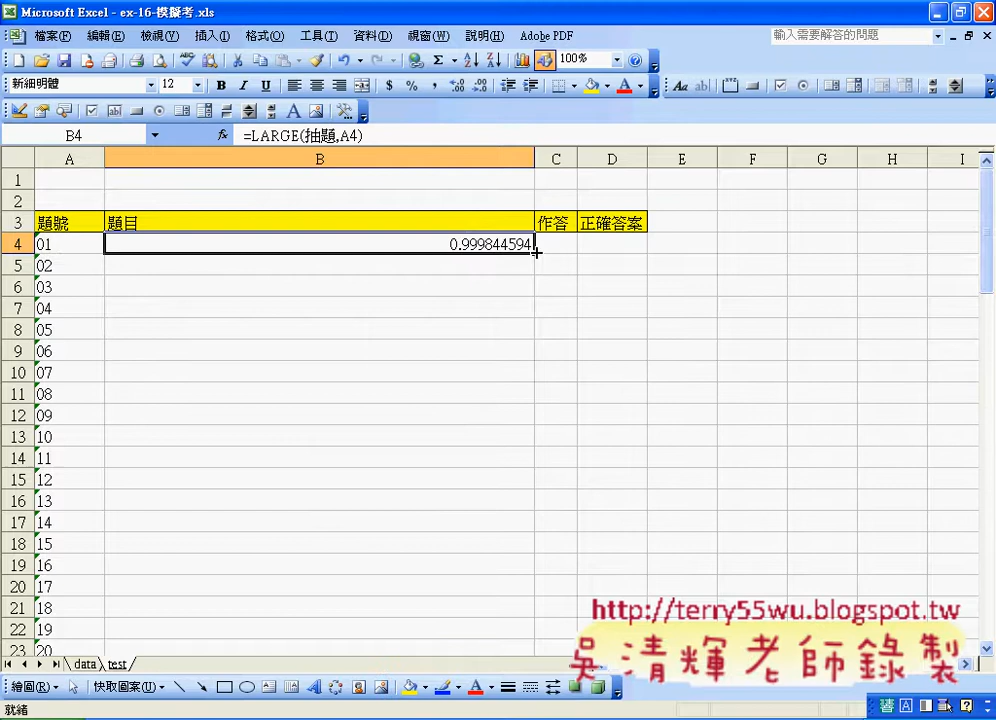 Microsoft Excel - ex-16-模擬考.xls
檔案(F) 編輯(E) 檢視(V) 插入(I) 格式(O) 工具(T) 資料(D) 視窗(W) 說明(H) Adobe PDF 輸入需要解答的問題
100%
新細明體 12 B I U $ % , Aa ab|
B4 fx =LARGE(抽題,A4)
A B C D E F G H I
1
2
3 題號 題目 作答 正確答案
4 01 0.999844594
5 02
6 03
7 04
8 05
9 06
10 07
11 08
12 09
13 10
14 11
15 12
16 13
17 14
18 15
19 16
20 17
21 18
22 19
23 20
http://terry55wu.blogspot.tw
吳清輝老師錄製
data test
繪圖(R) 快取圖案(U)
就緒